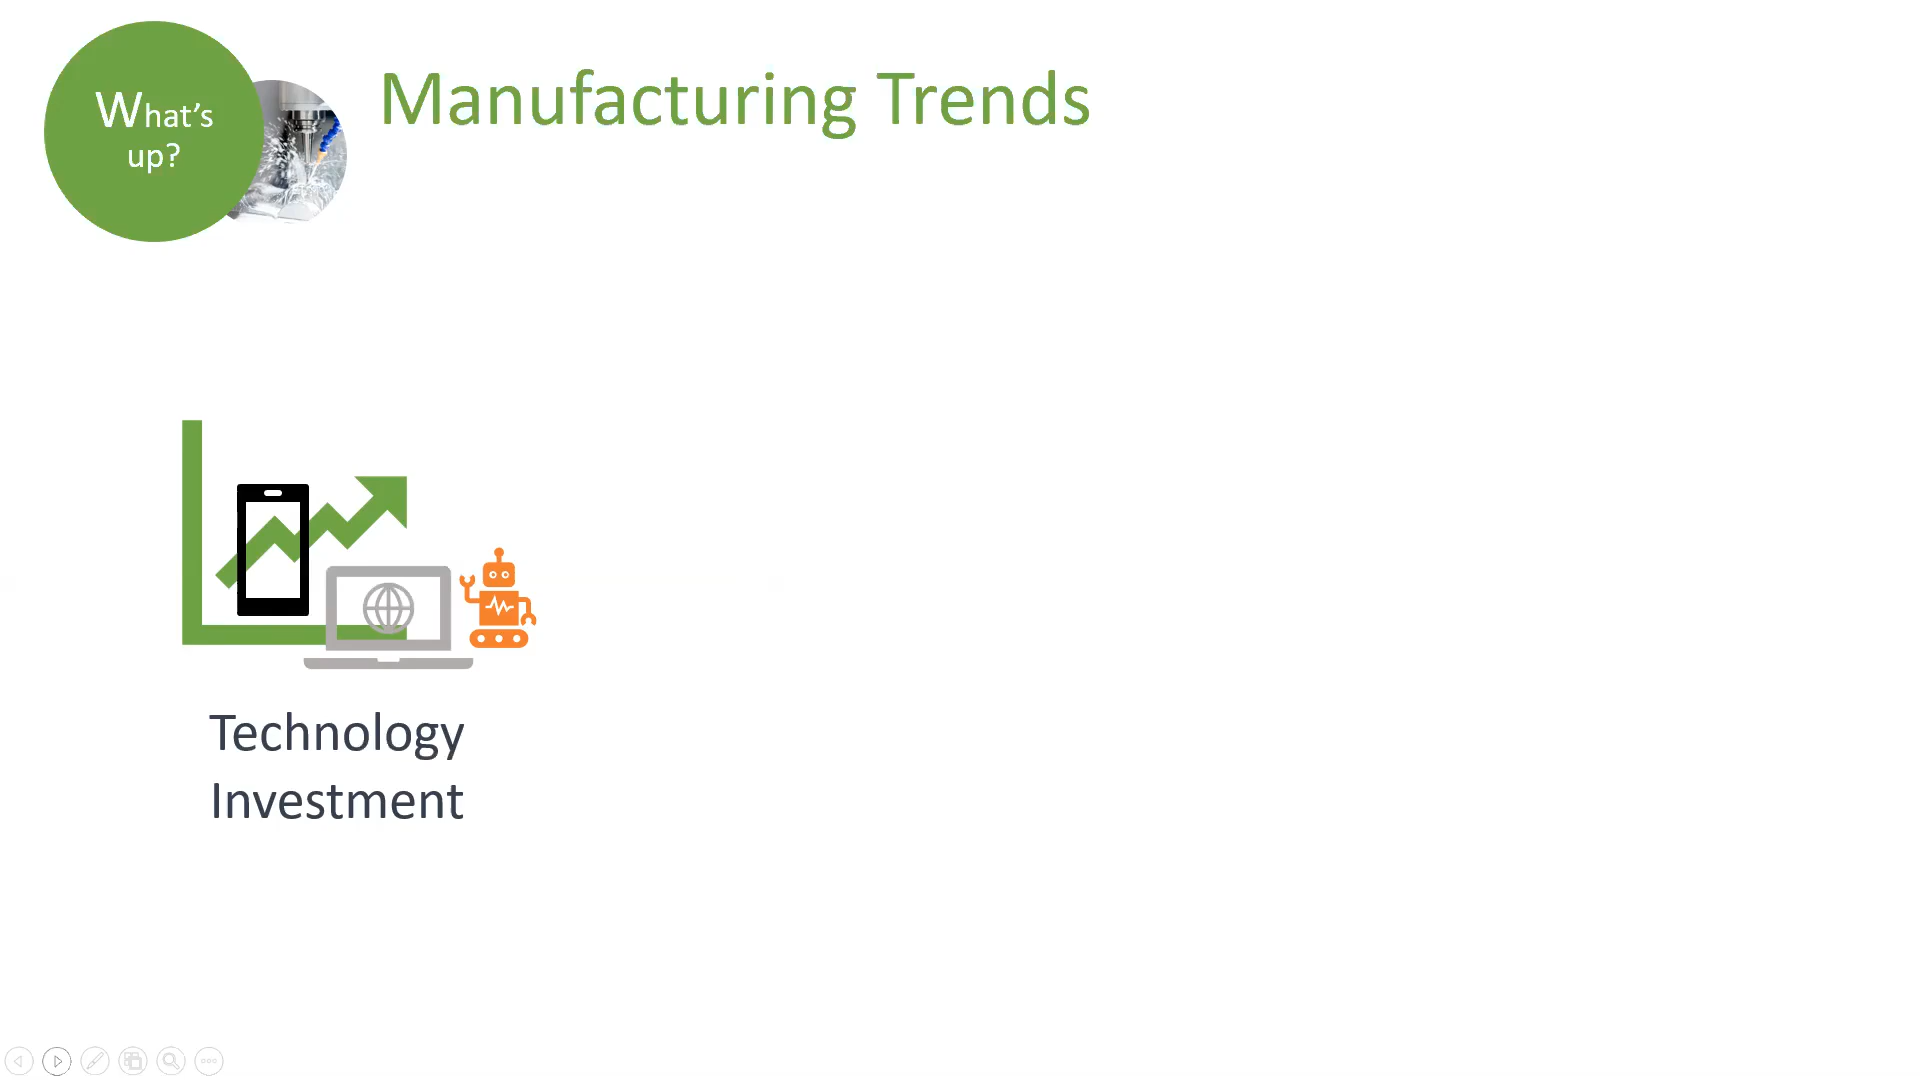 What's
up?
Manufacturing Trends
Technology
Investment